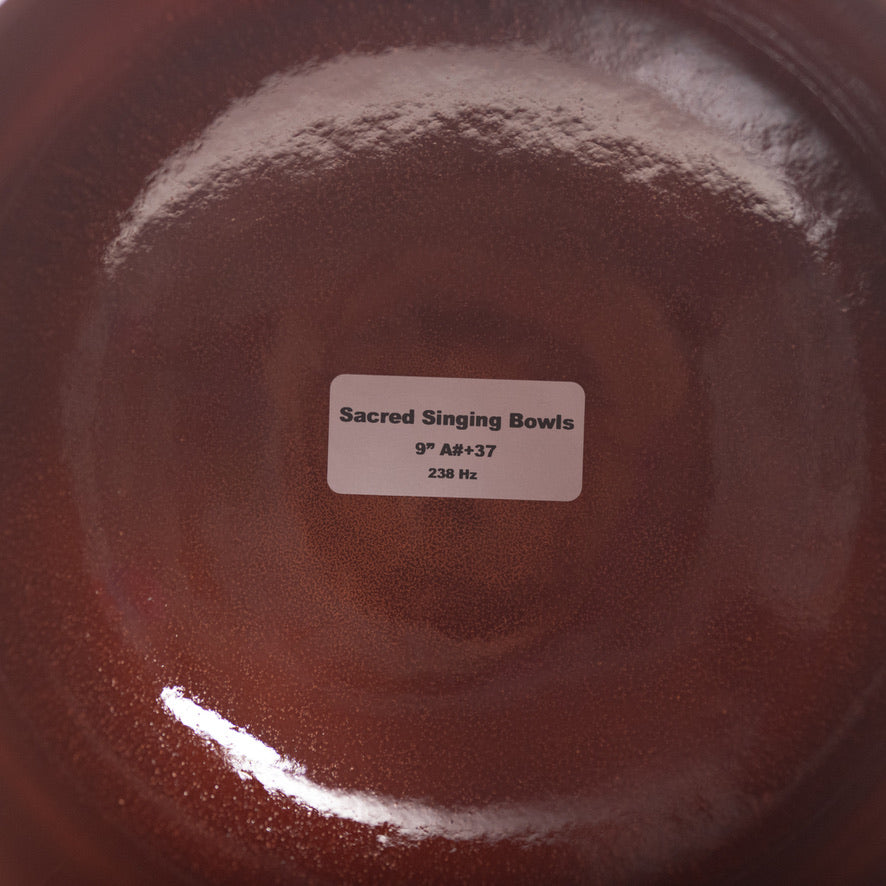 Sacred Singing Bowls
9” A#+37
238 Hz